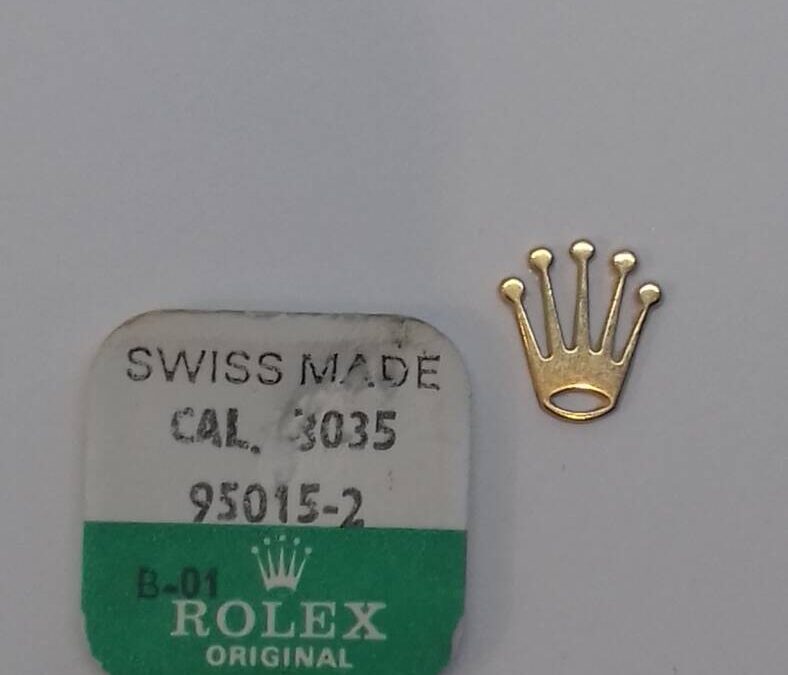 SWISS MADE
CAL. 3035
95015-2
B-01
ROLEX
ORIGINAL